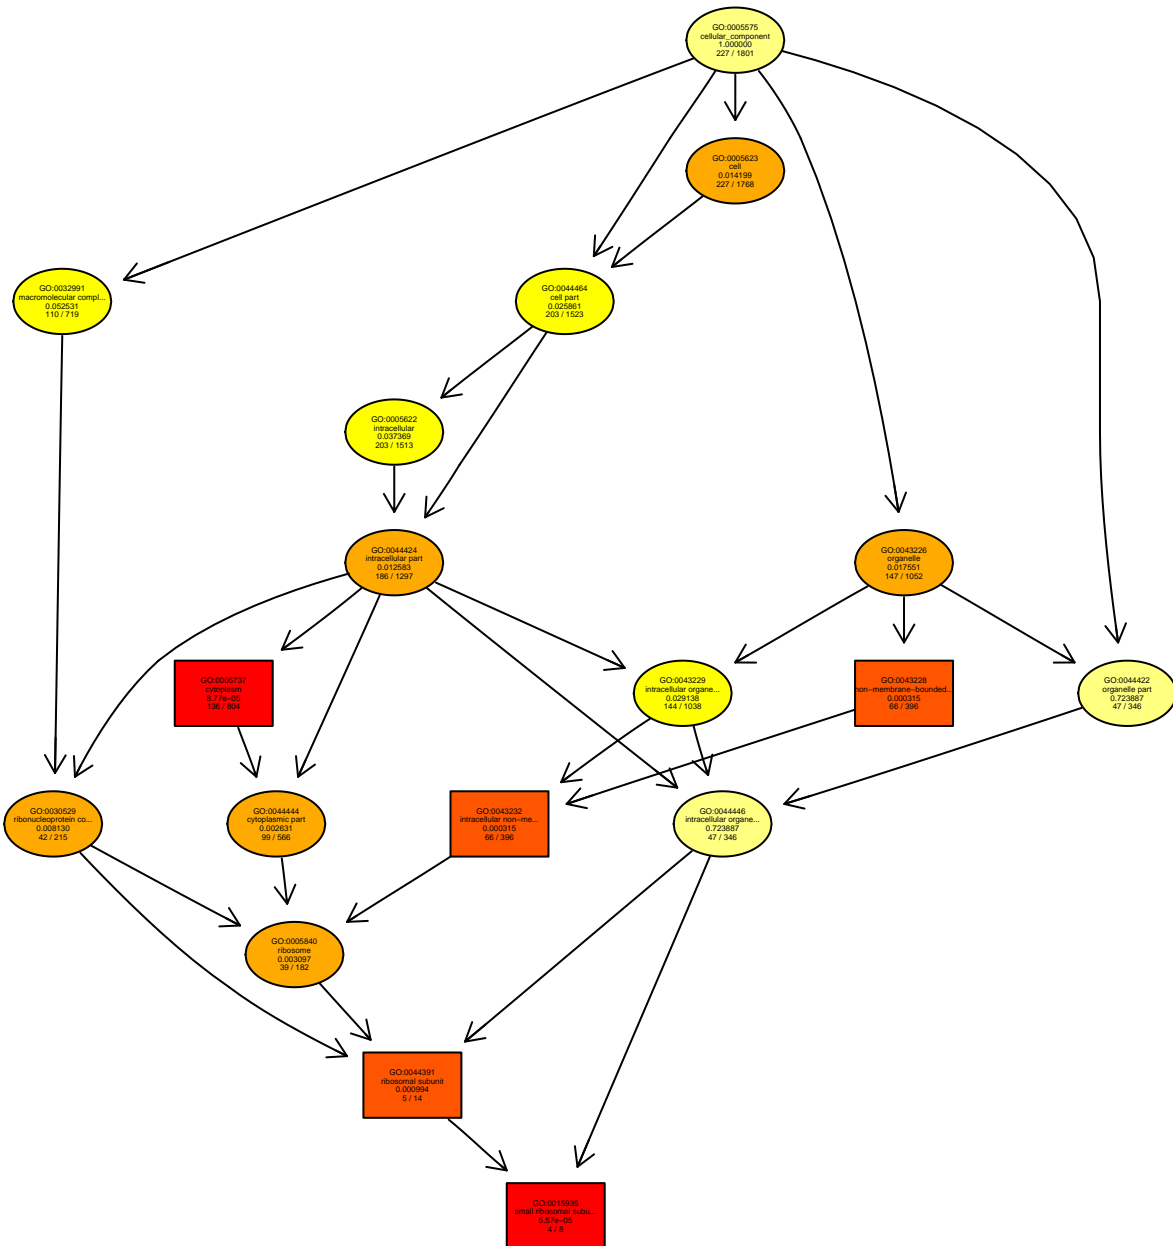 GO:0005575
cellular_component
1.000000
227 / 1801
GO:0005623
cell
0.014199
227 / 1768
GO:0032991
macromolecular compl...
0.052531
110 / 719
GO:0044464
cell part
0.025861
203 / 1523
GO:0005622
intracellular
0.037369
203 / 1513
GO:0044424
intracellular part
0.012583
186 / 1297
GO:0043226
organelle
0.017551
147 / 1052
GO:0005737
cytoplasm
8.77e−05
136 / 804
GO:0043229
intracellular organe...
0.029138
144 / 1038
GO:0043228
non−membrane−bounded...
0.000315
66 / 396
GO:0044422
organelle part
0.723887
47 / 346
GO:0030529
ribonucleoprotein co...
0.008130
42 / 215
GO:0044444
cytoplasmic part
0.002631
99 / 566
GO:0043232
intracellular non−me...
0.000315
66 / 396
GO:0044446
intracellular organe...
0.723887
47 / 346
GO:0005840
ribosome
0.003097
39 / 182
GO:0044391
ribosomal subunit
0.000994
5 / 14
GO:0015935
small ribosomal subu...
5.57e−05
4 / 8